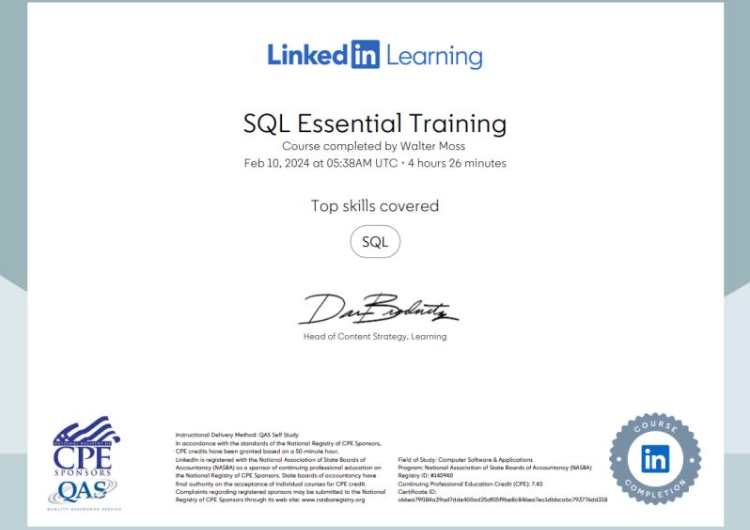 Linked in Learning
SQL Essential Training
Course completed by Walter Moss
Feb 10, 2024 at 05:38AM UTC • 4 hours 26 minutes
Top skills covered
SQL
Head of Content Strategy, Learning
NATIONAL REGISTRY OF
CPE
SPONSORS
QAS
QUALITY ASSURANCE SERVICE
Instructional Delivery Method: QAS Self Study
In accordance with the standards of the National Registry of CPE Sponsors,
CPE credits have been granted based on a 50-minute hour.
LinkedIn is registered with the National Association of State Boards of
Accountancy (NASBA) as a sponsor of continuing professional education on
the National Registry of CPE Sponsors. State boards of accountancy have
final authority on the acceptance of individual courses for CPE credit.
Complaints regarding registered sponsors may be submitted to the National
Registry of CPE Sponsors through its web site: www.nasbaregistry.org
Field of Study: Computer Software & Applications
Program: National Association of State Boards of Accountancy (NASBA)
Registry ID: #140940
Continuing Professional Education Credit (CPE): 7.40
Certificate ID:
COURSE
in
COMPLETION